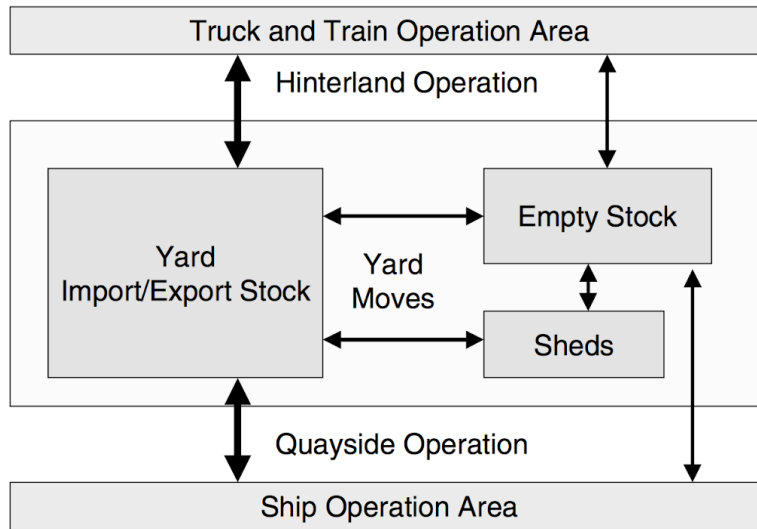 Truck and Train Operation Area
Hinterland Operation
Yard
Import/Export Stock
Empty Stock
Yard
Moves
Sheds
Quayside Operation
Ship Operation Area